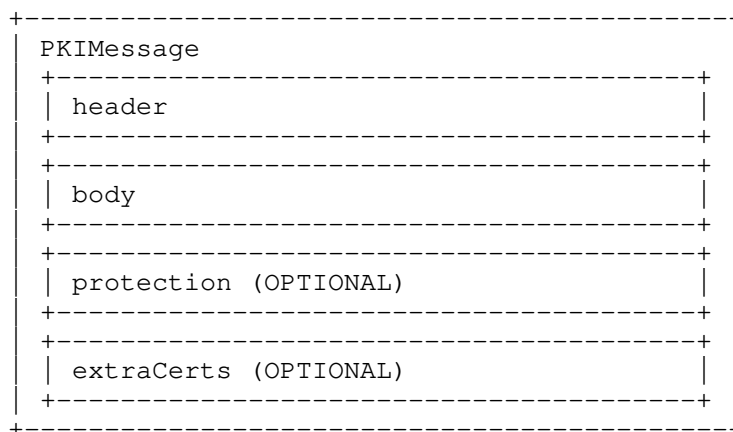 PKIMessage
header
body
protection (OPTIONAL)
extraCerts (OPTIONAL)